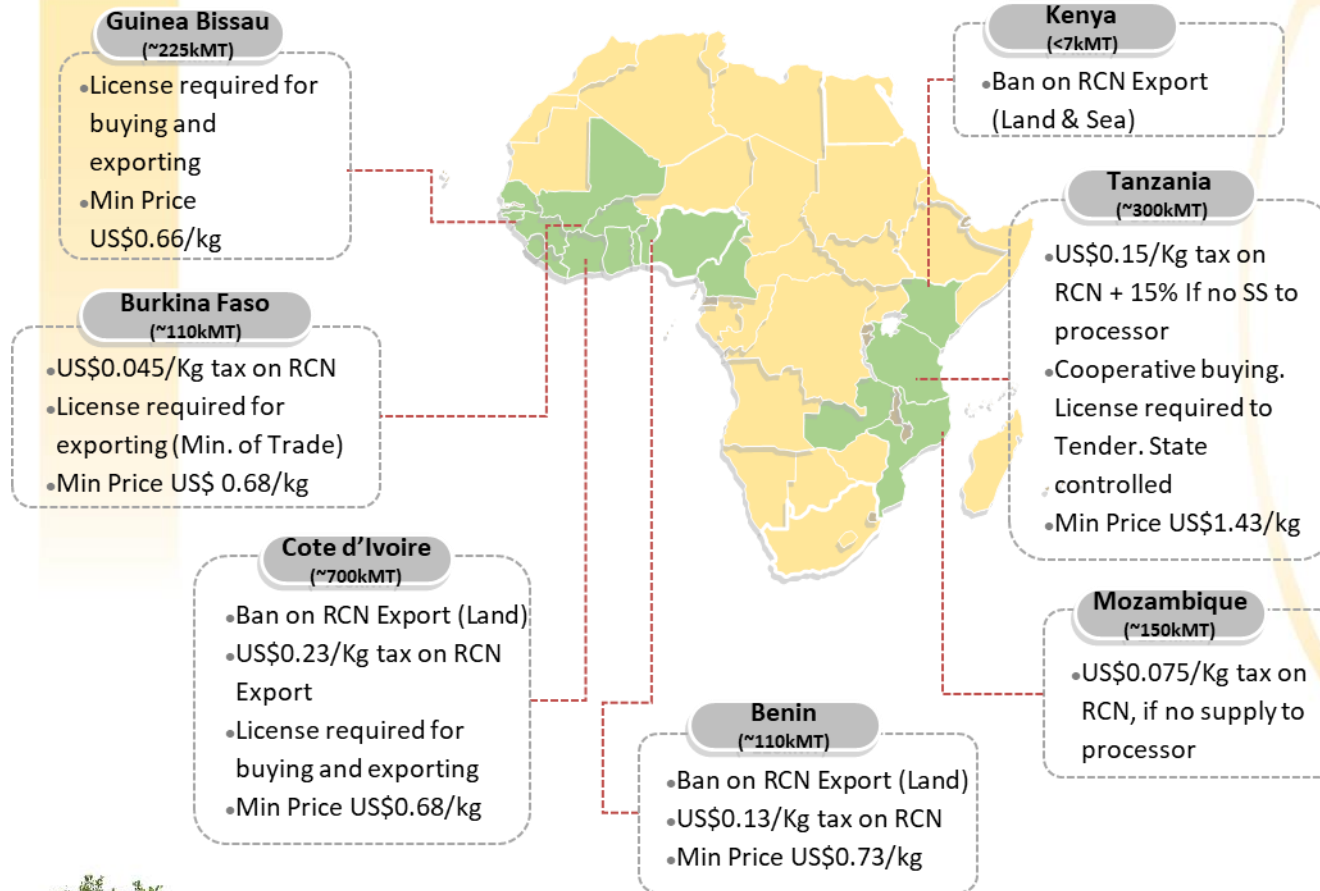 Guinea Bissau
(~225kMT)
•License required for
buying and
exporting
•Min Price
US$0.66/kg
Burkina Faso
(~110kMT)
•US$0.045/Kg tax on RCN
•License required for
exporting (Min. of Trade)
•Min Price US$ 0.68/kg
Cote d’Ivoire
(~700kMT)
•Ban on RCN Export (Land)
•US$0.23/Kg tax on RCN
Export
•License required for
buying and exporting
•Min Price US$0.68/kg
Benin
(~110kMT)
•Ban on RCN Export (Land)
•US$0.13/Kg tax on RCN
•Min Price US$0.73/kg
Kenya
(<7kMT)
•Ban on RCN Export
(Land & Sea)
Tanzania
(~300kMT)
•US$0.15/Kg tax on
RCN + 15% If no SS to
processor
•Cooperative buying.
License required to
Tender. State
controlled
•Min Price US$1.43/kg
Mozambique
(~150kMT)
•US$0.075/Kg tax on
RCN, if no supply to
processor